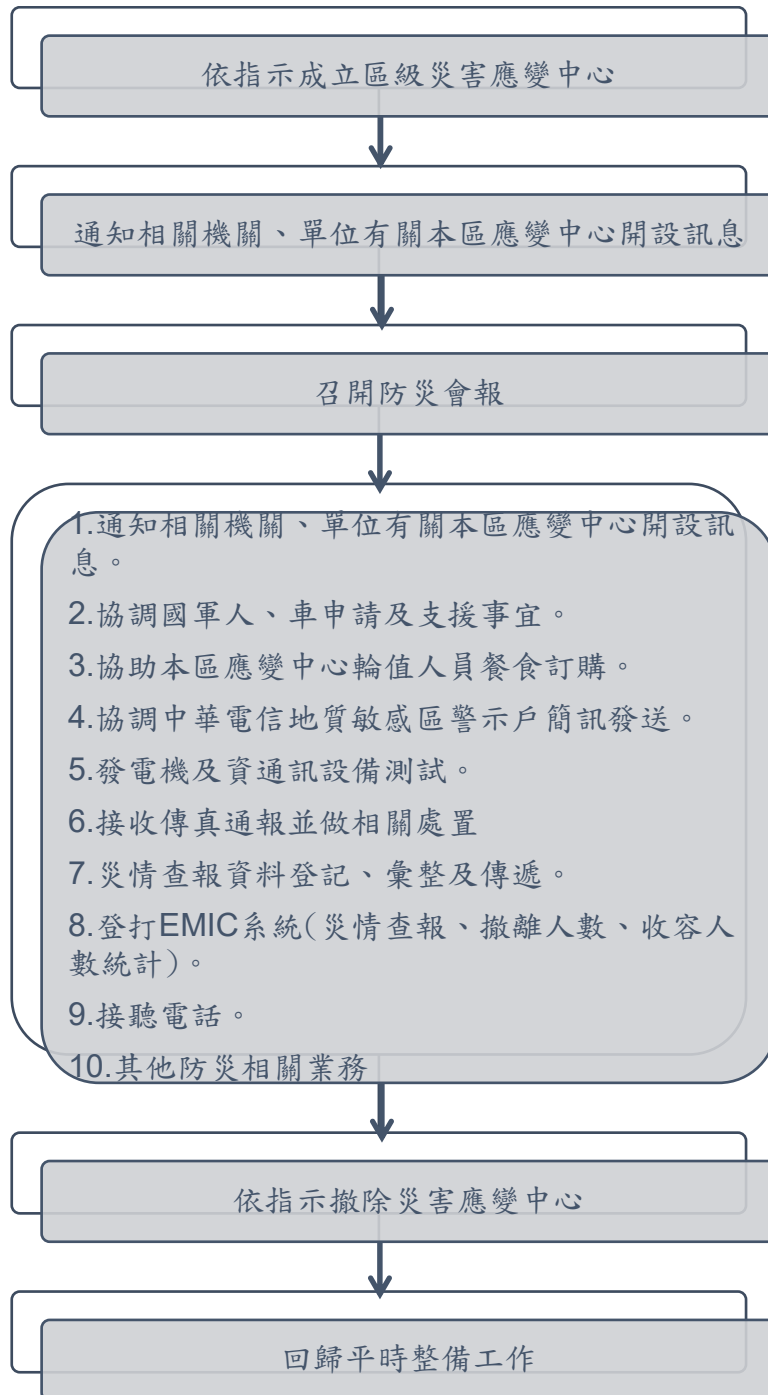 依指示成立區級災害應變中心
通知相關機關、單位有關本區應變中心開設訊息
召開防災會報
1.通知相關機關、單位有關本區應變中心開設訊
息。
2.協調國軍人、車申請及支援事宜。
3.協助本區應變中心輪值人員餐食訂購。
4.協調中華電信地質敏感區警示戶簡訊發送。
5.發電機及資通訊設備測試。
6.接收傳真通報並做相關處置
7.災情查報資料登記、彙整及傳遞。
8.登打EMIC系統(災情查報、撤離人數、收容人
數統計)。
9.接聽電話。
10.其他防災相關業務
依指示撤除災害應變中心
回歸平時整備工作